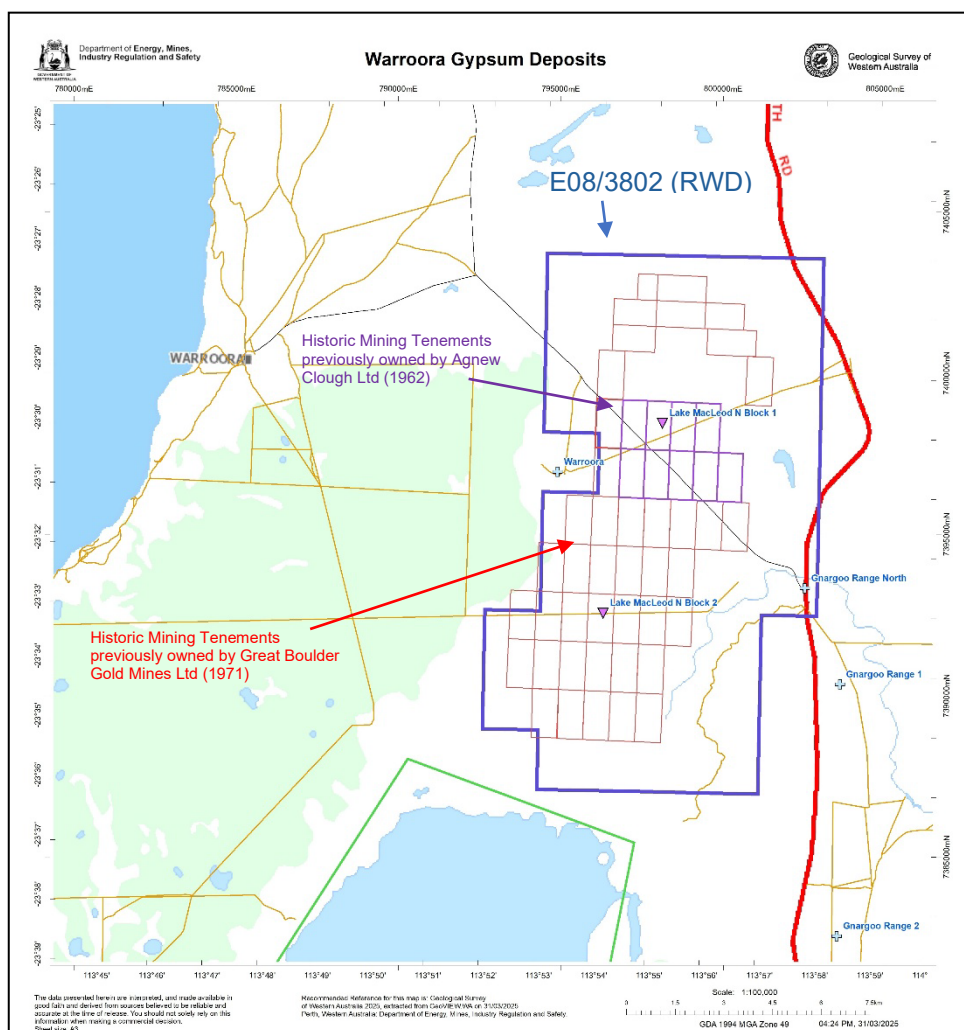 Department of Energy, Mines,
Industry Regulation and Safety
GOVERNMENT OF
WESTERN AUSTRALIA
Warroora Gypsum Deposits
Geological Survey of
Western Australia
780000mE
785000mE
790000mE
795000mE
800000mE
805000mE
-23°25'
-23°26'
-23°27'
-23°28'
-23°29'
-23°30'
-23°31'
-23°32'
-23°33'
-23°34'
-23°35'
-23°36'
-23°37'
-23°38'
-23°39'
TH
RD
E08/3802 (RWD)
7405000mN
7400000mN
7395000mN
7390000mN
7385000mN
Historic Mining Tenements
previously owned by Agnew
Clough Ltd (1962)
WARROORA
Lake MacLeod N Block 1
Warroora
Gnargoo Range North
Lake MacLeod N Block 2
Historic Mining Tenements
previously owned by Great Boulder
Gold Mines Ltd (1971)
Gnargoo Range 1
Gnargoo Range 2
113°45'
113°46'
113°47'
113°48'
113°49'
113°50'
113°51'
113°52'
113°53'
113°54'
113°55'
113°56'
113°57'
113°58'
113°59'
114°
The data presented herein are interpreted, and made available in
good faith and derived from sources believed to be reliable and
accurate at the time of release. You should not solely rely on this
information when making a commercial decision.
Sheet size: A3
Recommended Reference for this map is: Geological Survey
of Western Australia 2025, extracted from GeoVIEW.WA on 31/03/2025
Perth, Western Australia: Department of Energy, Mines, Industry Regulation and Safety.
Scale: 1:100,000
0 1.5 3 4.5 6 7.5km
GDA 1994 MGA Zone 49
04:24 PM, 31/03/2025